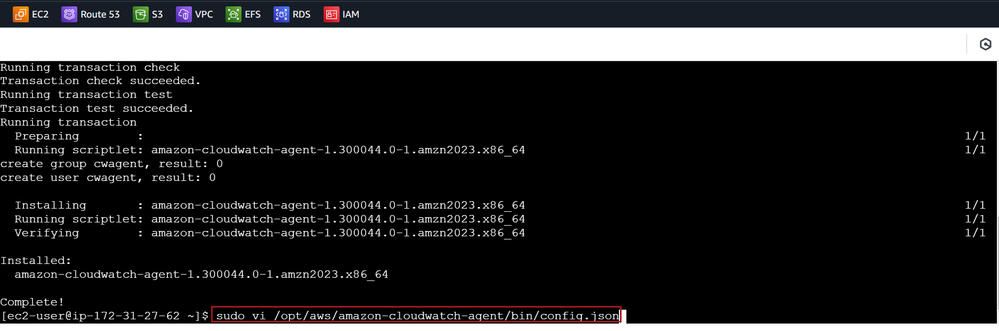 EC2 Route 53 S3 VPC EFS RDS IAM
Running transaction check
Transaction check succeeded.
Running transaction test
Transaction test succeeded.
Running transaction
  Preparing        :                                                                                                                  1/1
  Running scriptlet: amazon-cloudwatch-agent-1.300044.0-1.amzn2023.x86_64                                                             1/1
create group cwagent, result: 0
create user cwagent, result: 0
  Installing       : amazon-cloudwatch-agent-1.300044.0-1.amzn2023.x86_64                                                             1/1
  Running scriptlet: amazon-cloudwatch-agent-1.300044.0-1.amzn2023.x86_64                                                             1/1
  Verifying        : amazon-cloudwatch-agent-1.300044.0-1.amzn2023.x86_64                                                             1/1
Installed:
  amazon-cloudwatch-agent-1.300044.0-1.amzn2023.x86_64
Complete!
[ec2-user@ip-172-31-27-62 ~]$ sudo vi /opt/aws/amazon-cloudwatch-agent/bin/config.json